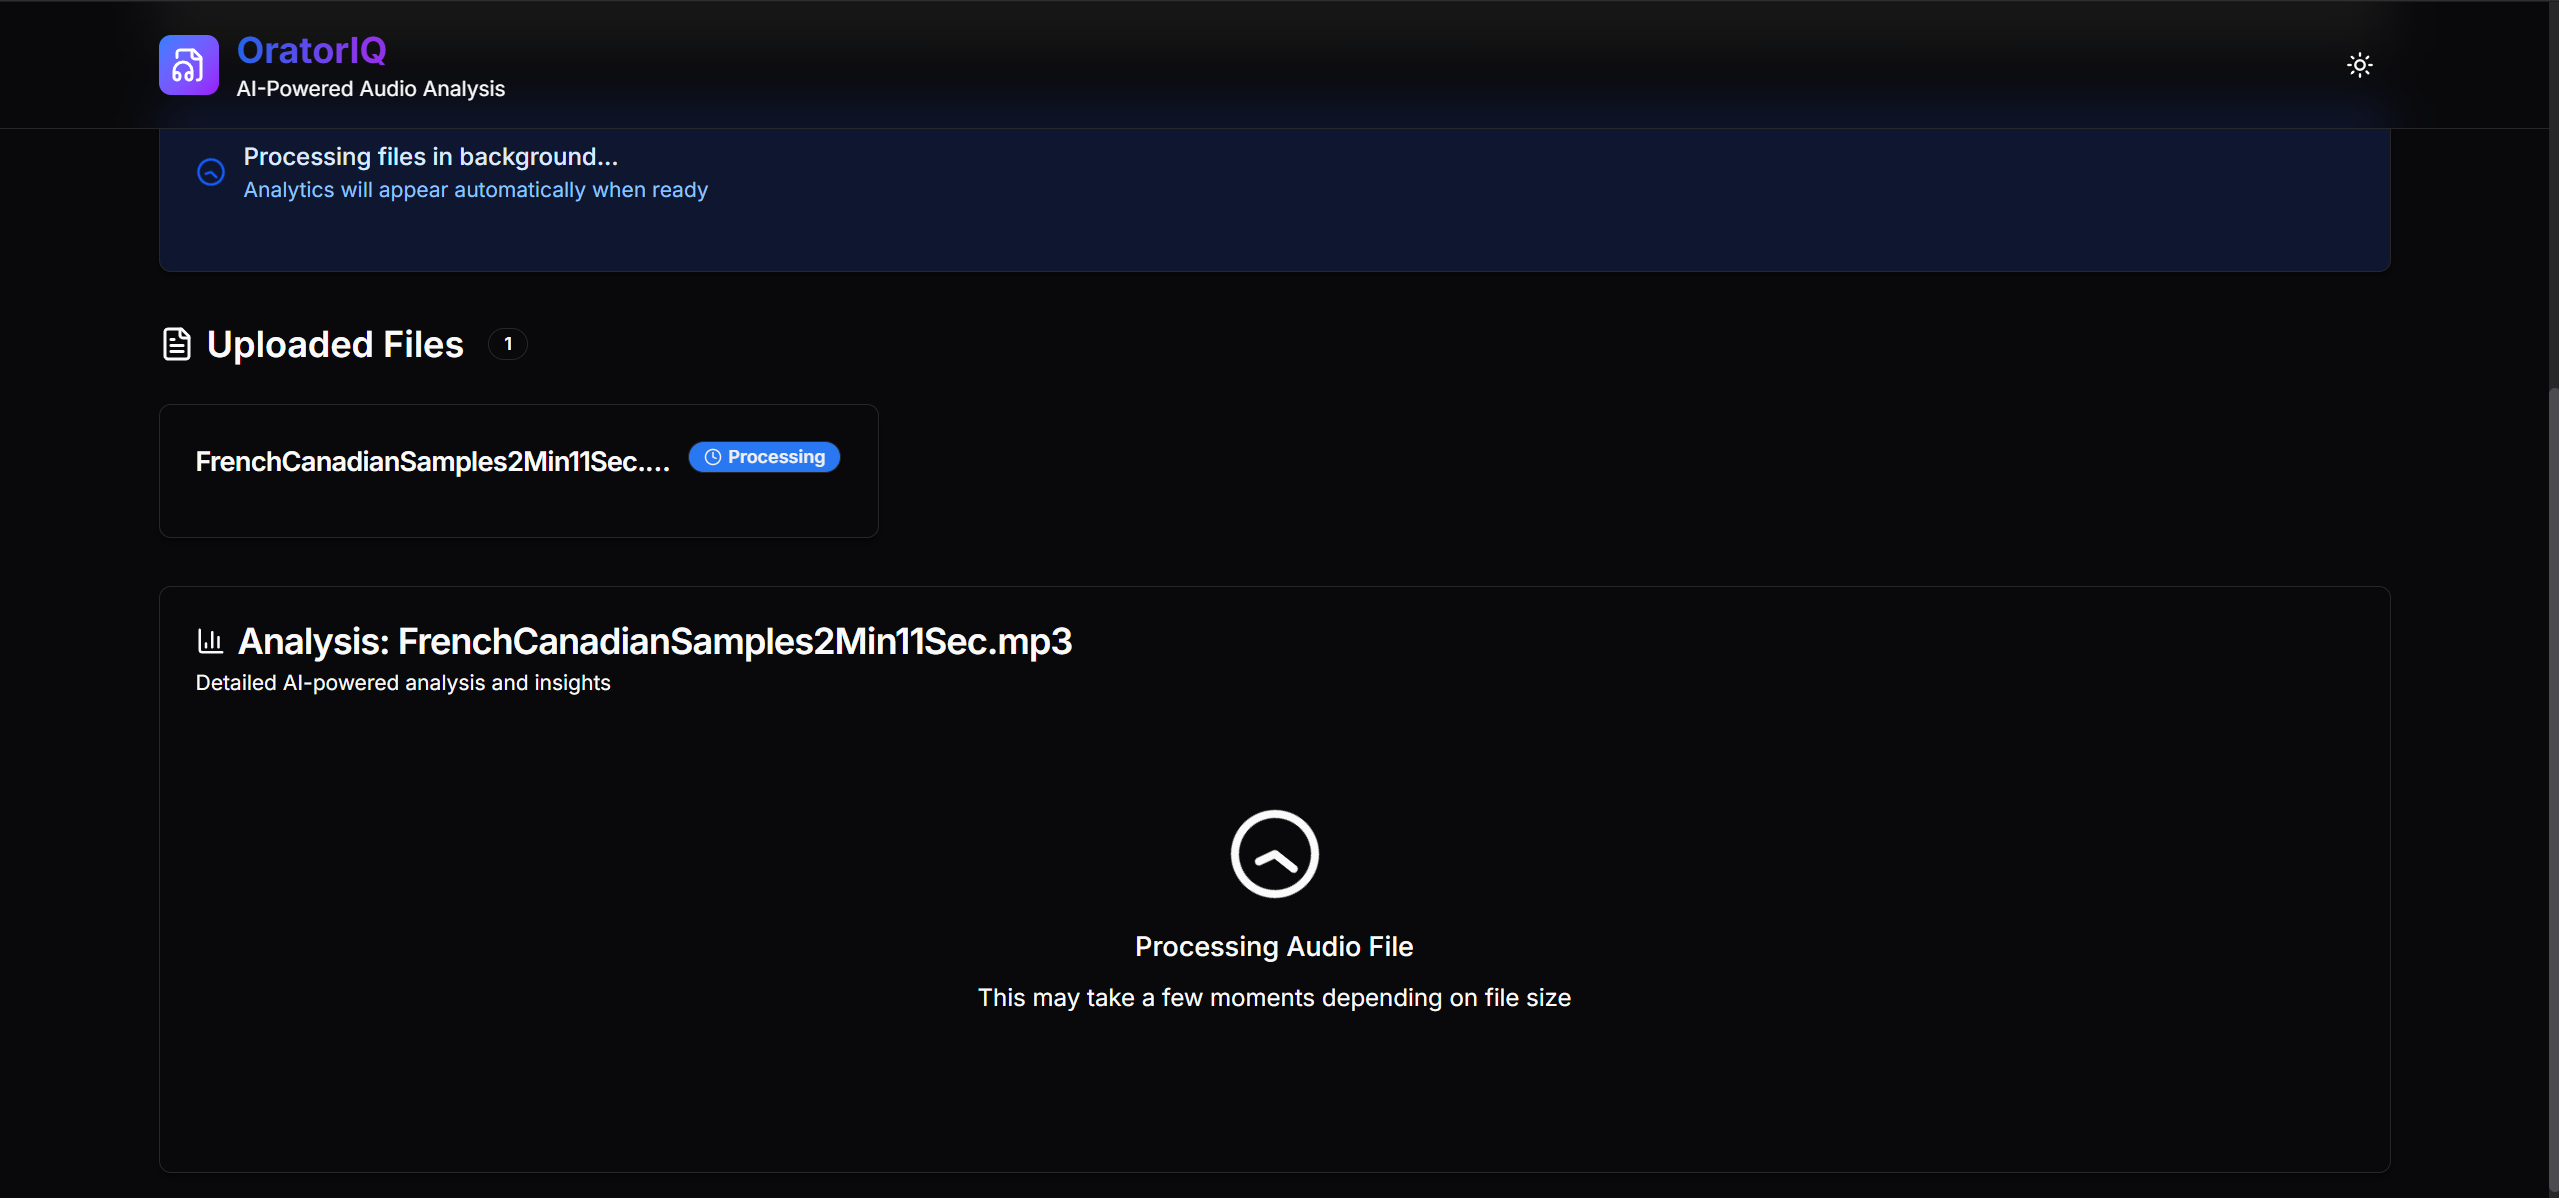 OratorIQ
AI-Powered Audio Analysis
Processing files in background...
Analytics will appear automatically when ready
Uploaded Files 1
FrenchCanadianSamples2Min11Sec.... Processing
Analysis: FrenchCanadianSamples2Min11Sec.mp3
Detailed AI-powered analysis and insights
Processing Audio File
This may take a few moments depending on file size